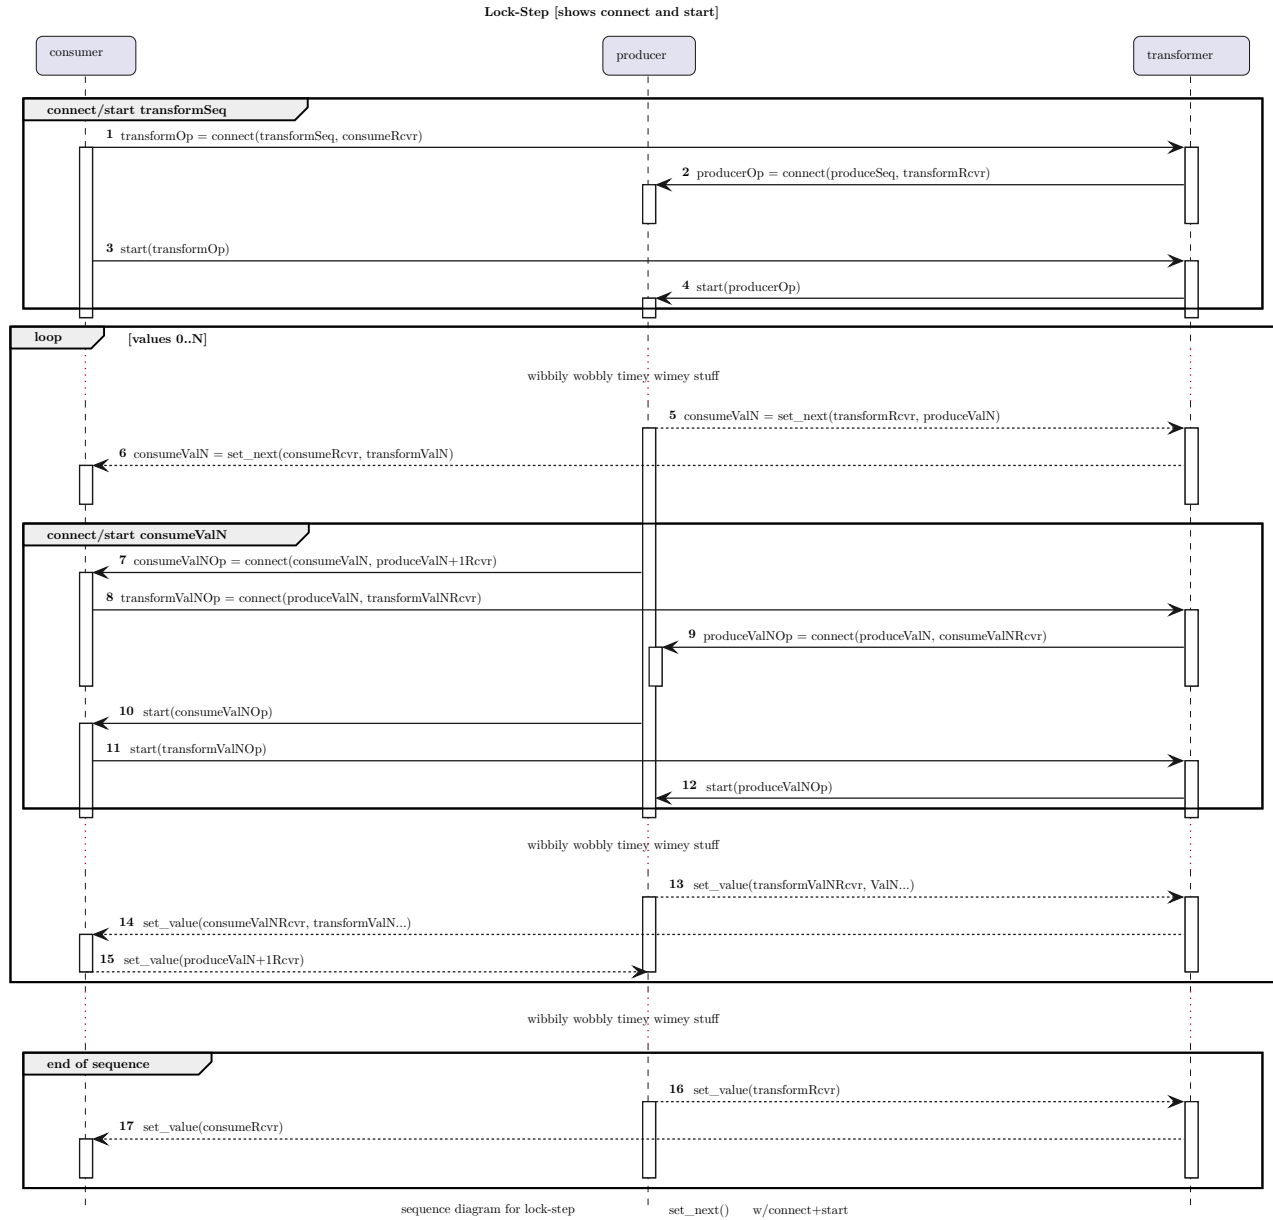 Lock-Step [shows connect and start]
consumer
producer
transformer
connect/start transformSeq
1 transformOp = connect(transformSeq, consumeRcvr)
2 producerOp = connect(produceSeq, transformRcvr)
3 start(transformOp)
4 start(producerOp)
loop [values 0..N]
wibbily wobbly timey wimey stuff
5 consumeValN = set_next(transformRcvr, produceValN)
6 consumeValN = set_next(consumeRcvr, transformValN)
connect/start consumeValN
7 consumeValNOp = connect(consumeValN, produceValN+1Rcvr)
8 transformValNOp = connect(produceValN, transformValNRcvr)
9 produceValNOp = connect(produceValN, consumeValNRcvr)
10 start(consumeValNOp)
11 start(transformValNOp)
12 start(produceValNOp)
wibbily wobbly timey wimey stuff
13 set_value(transformValNRcvr, ValN...)
14 set_value(consumeValNRcvr, transformValN...)
15 set_value(produceValN+1Rcvr)
wibbily wobbly timey wimey stuff
end of sequence
16 set_value(transformRcvr)
17 set_value(consumeRcvr)
sequence diagram for lock-step set_next() w/connect+start